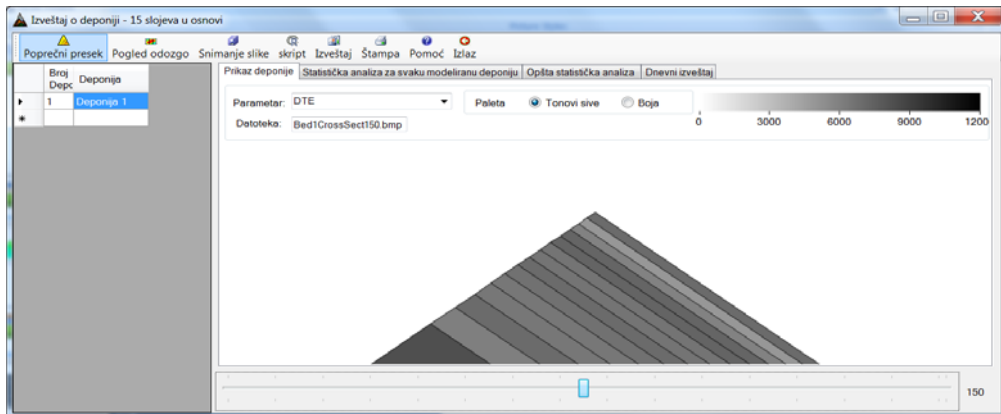 Izveštaj o deponiji - 15 slojeva u osnovi
Poprečni presek Pogled odozgo Snimanje slike skript Izveštaj Štampa Pomoć Izlaz
Broj Depc Deponija
1 Deponija 1
Prikaz deponije Statistička analiza za svaku modeliranu deponiju Opšta statistička analiza Dnevni izveštaj
Parametar: DTE Paleta Tonovi sive Boja
0 3000 6000 9000 1200
Datoteka: Bed1CrossSect150.bmp
150